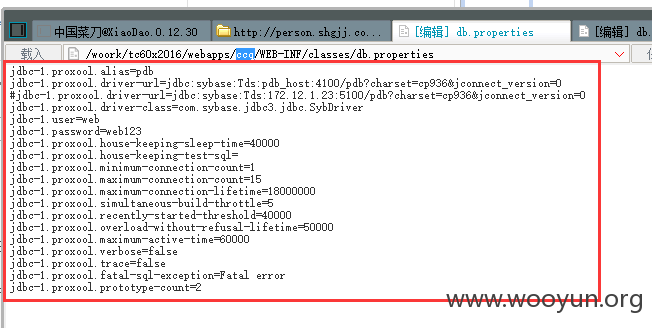 中国菜刀@XiaoDao.0.12.30
http://person.shgjj.co...
[编辑] db.properties
[编辑] db.properties
载入
/woork/tc60x2016/webapps/ccq/WEB-INF/classes/db.properties
jdbc-1.proxool.alias=pdb
jdbc-1.proxool.driver-url=jdbc:sybase:Tds:pdb_host:4100/pdb?charset=cp936&jconnect_version=0
#jdbc-1.proxool.driver-url=jdbc:sybase:Tds:172.12.1.23:5100/pdb?charset=cp936&jconnect_version=0
jdbc-1.proxool.driver-class=com.sybase.jdbc3.jdbc.SybDriver
jdbc-1.user=web
jdbc-1.password=web123
jdbc-1.proxool.house-keeping-sleep-time=40000
jdbc-1.proxool.house-keeping-test-sql=
jdbc-1.proxool.minimum-connection-count=1
jdbc-1.proxool.maximum-connection-count=15
jdbc-1.proxool.maximum-connection-lifetime=18000000
jdbc-1.proxool.simultaneous-build-throttle=5
jdbc-1.proxool.recently-started-threshold=40000
jdbc-1.proxool.overload-without-refusal-lifetime=50000
jdbc-1.proxool.maximum-active-time=60000
jdbc-1.proxool.verbose=false
jdbc-1.proxool.trace=false
jdbc-1.proxool.fatal-sql-exception=Fatal error
jdbc-1.proxool.prototype-count=2
www.wooyun.org